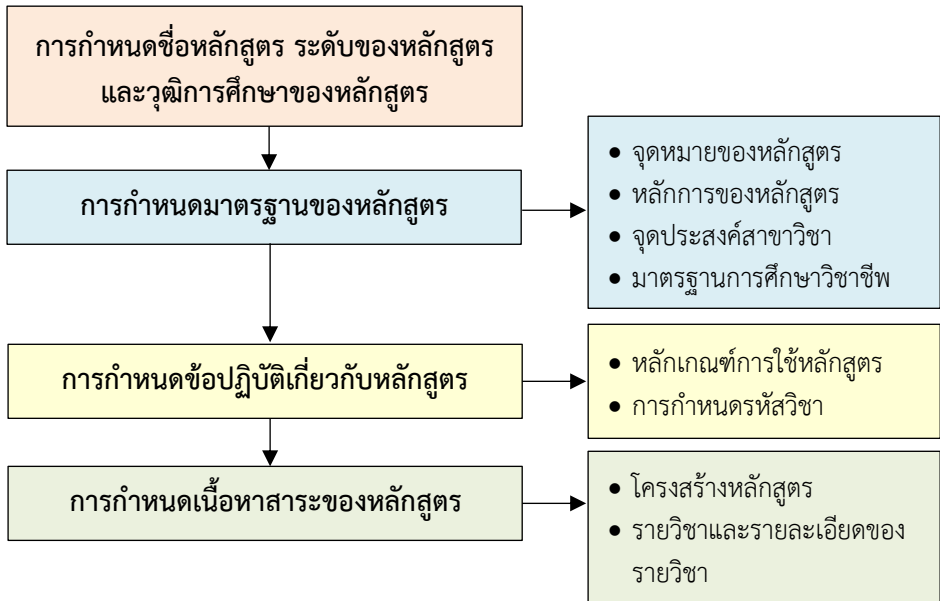 การกำหนดชื่อหลักสูตร ระดับของหลักสูตร
และวุฒิการศึกษาของหลักสูตร
การกำหนดมาตรฐานของหลักสูตร
• จุดหมายของหลักสูตร
• หลักการของหลักสูตร
• จุดประสงค์สาขาวิชา
• มาตรฐานการศึกษาวิชาชีพ
การกำหนดข้อปฏิบัติเกี่ยวกับหลักสูตร
• หลักเกณฑ์การใช้หลักสูตร
• การกำหนดรหัสวิชา
การกำหนดเนื้อหาสาระของหลักสูตร
• โครงสร้างหลักสูตร
• รายวิชาและรายละเอียดของ
รายวิชา